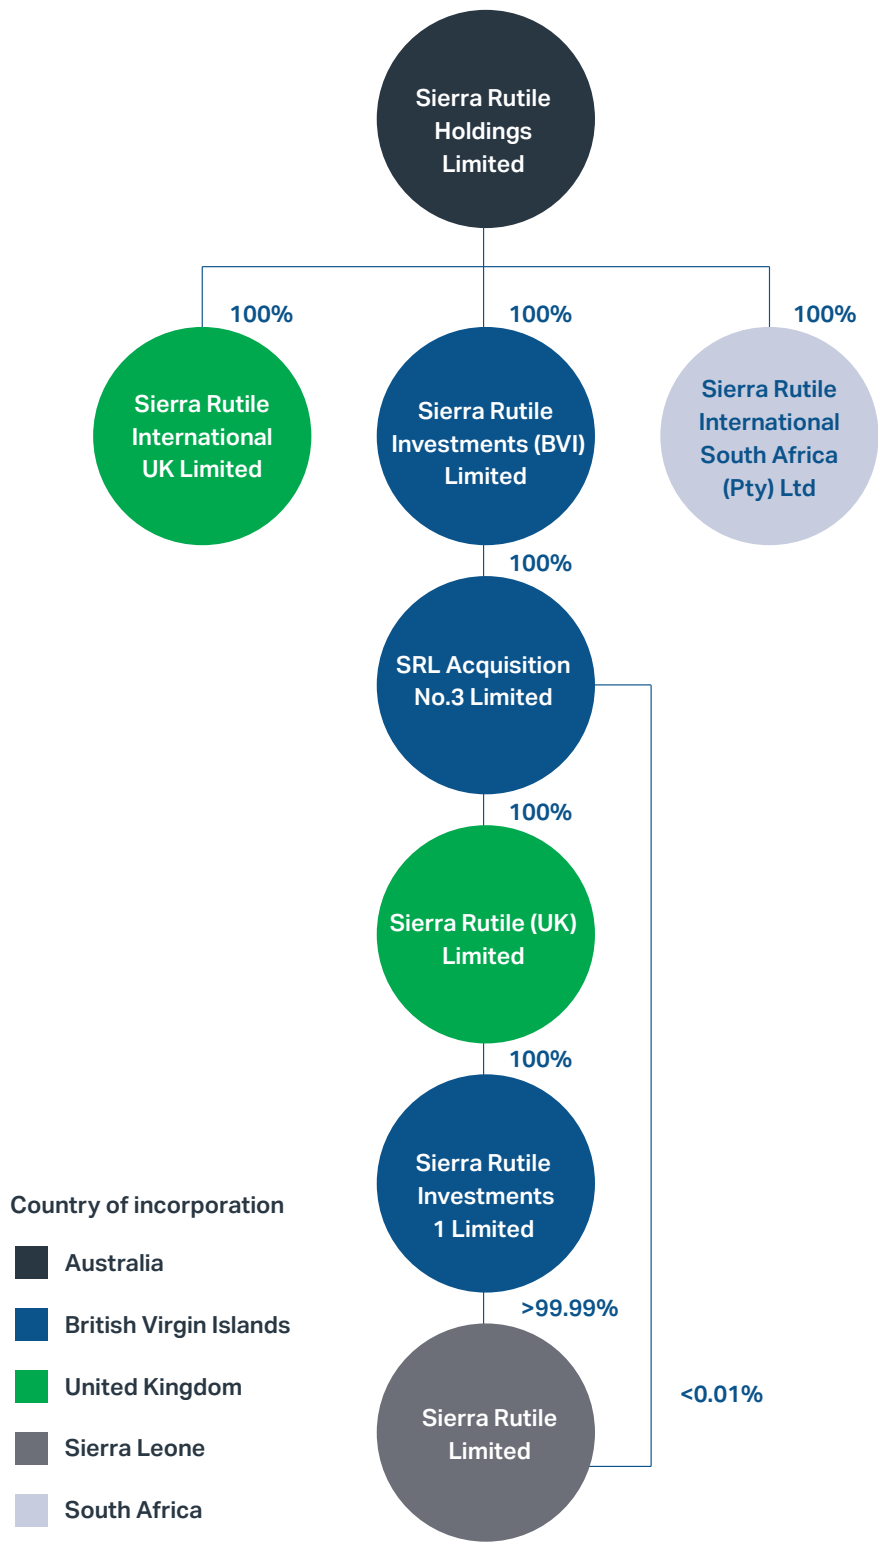 Sierra Rutile
Holdings
Limited
100%
100%
100%
Sierra Rutile
International
UK Limited
Sierra Rutile
Investments (BVI)
Limited
Sierra Rutile
International
South Africa
(Pty) Ltd
100%
SRL Acquisition
No.3 Limited
100%
Sierra Rutile (UK)
Limited
100%
Sierra Rutile
Investments
1 Limited
>99.99%
<0.01%
Sierra Rutile
Limited
Country of incorporation
Australia
British Virgin Islands
United Kingdom
Sierra Leone
South Africa